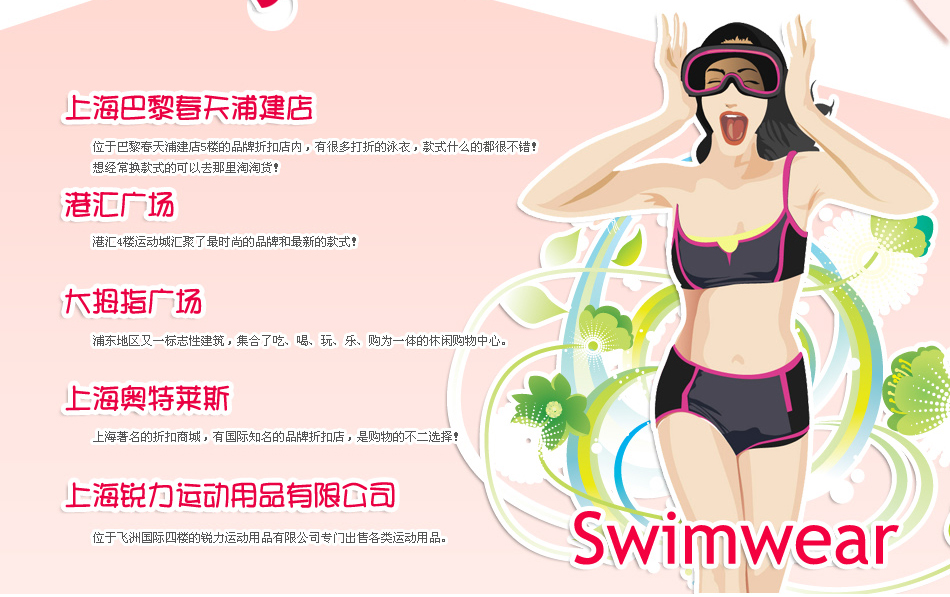 上海巴黎春天浦建店
位于巴黎春天浦建店5楼的品牌折扣店内，有很多打折的泳衣，款式什么的都很不错！
想经常换款式的可以去那里淘淘货！
港汇广场
港汇4楼运动城汇聚了最时尚的品牌和最新的款式！
大拇指广场
浦东地区又一标志性建筑，集合了吃、喝、玩、乐、购为一体的休闲购物中心。
上海奥特莱斯
上海著名的折扣商城，有国际知名的品牌折扣店，是购物的不二选择！
上海锐力运动用品有限公司
位于飞洲国际四楼的锐力运动用品有限公司专门出售各类运动用品。
Swimwear